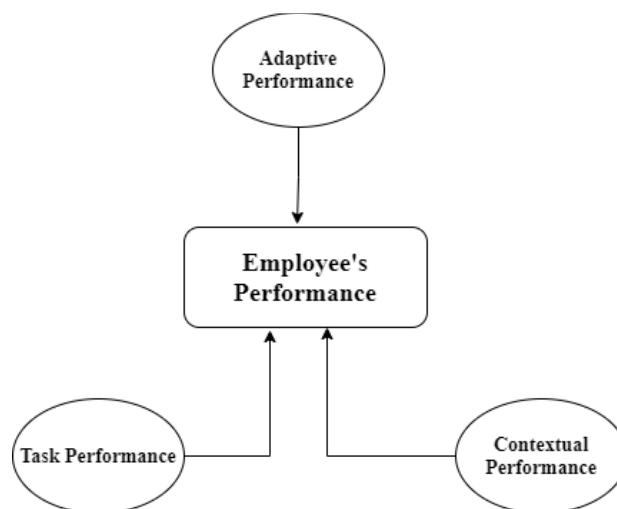 Adaptive
Performance
Employee's
Performance
Task Performance
Contextual
Performance